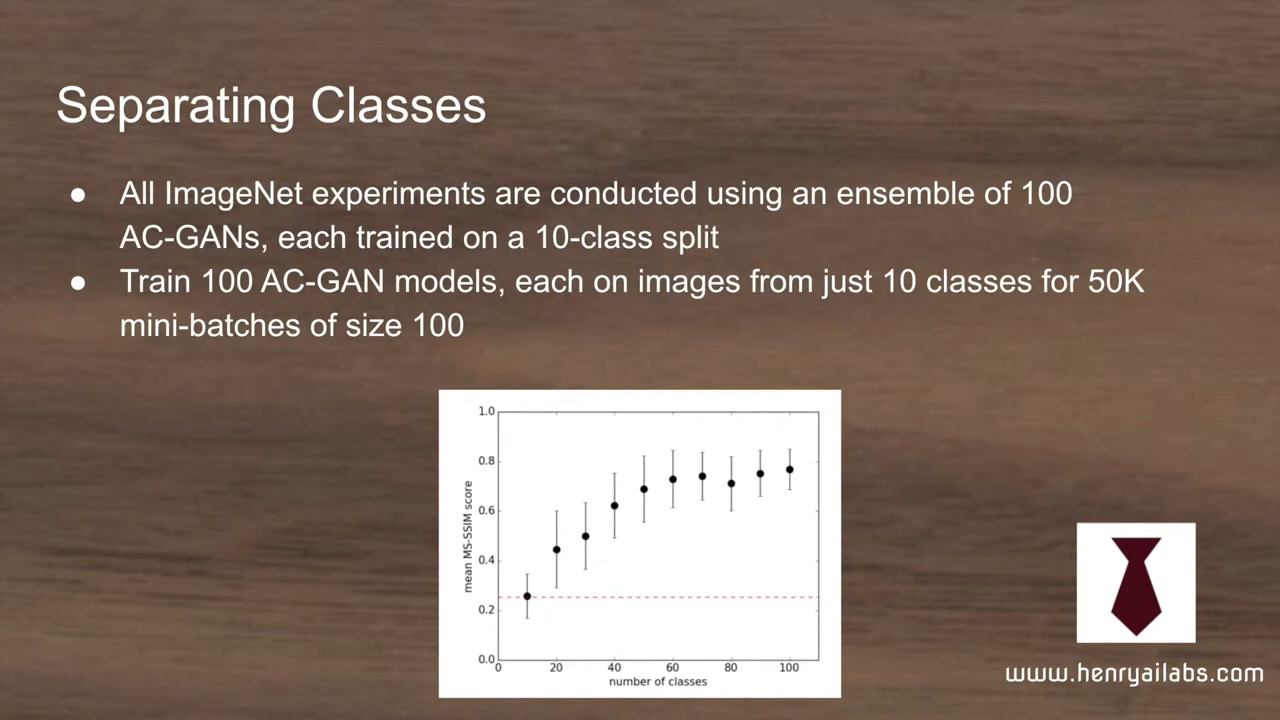 Separating Classes
● All ImageNet experiments are conducted using an ensemble of 100
AC-GANs, each trained on a 10-class split
● Train 100 AC-GAN models, each on images from just 10 classes for 50K
mini-batches of size 100
1.0
0.8
0.6
0.4
0.2
0.0
mean MS-SSIM score
0 20 40 60 80 100
number of classes
www.henryailabs.com